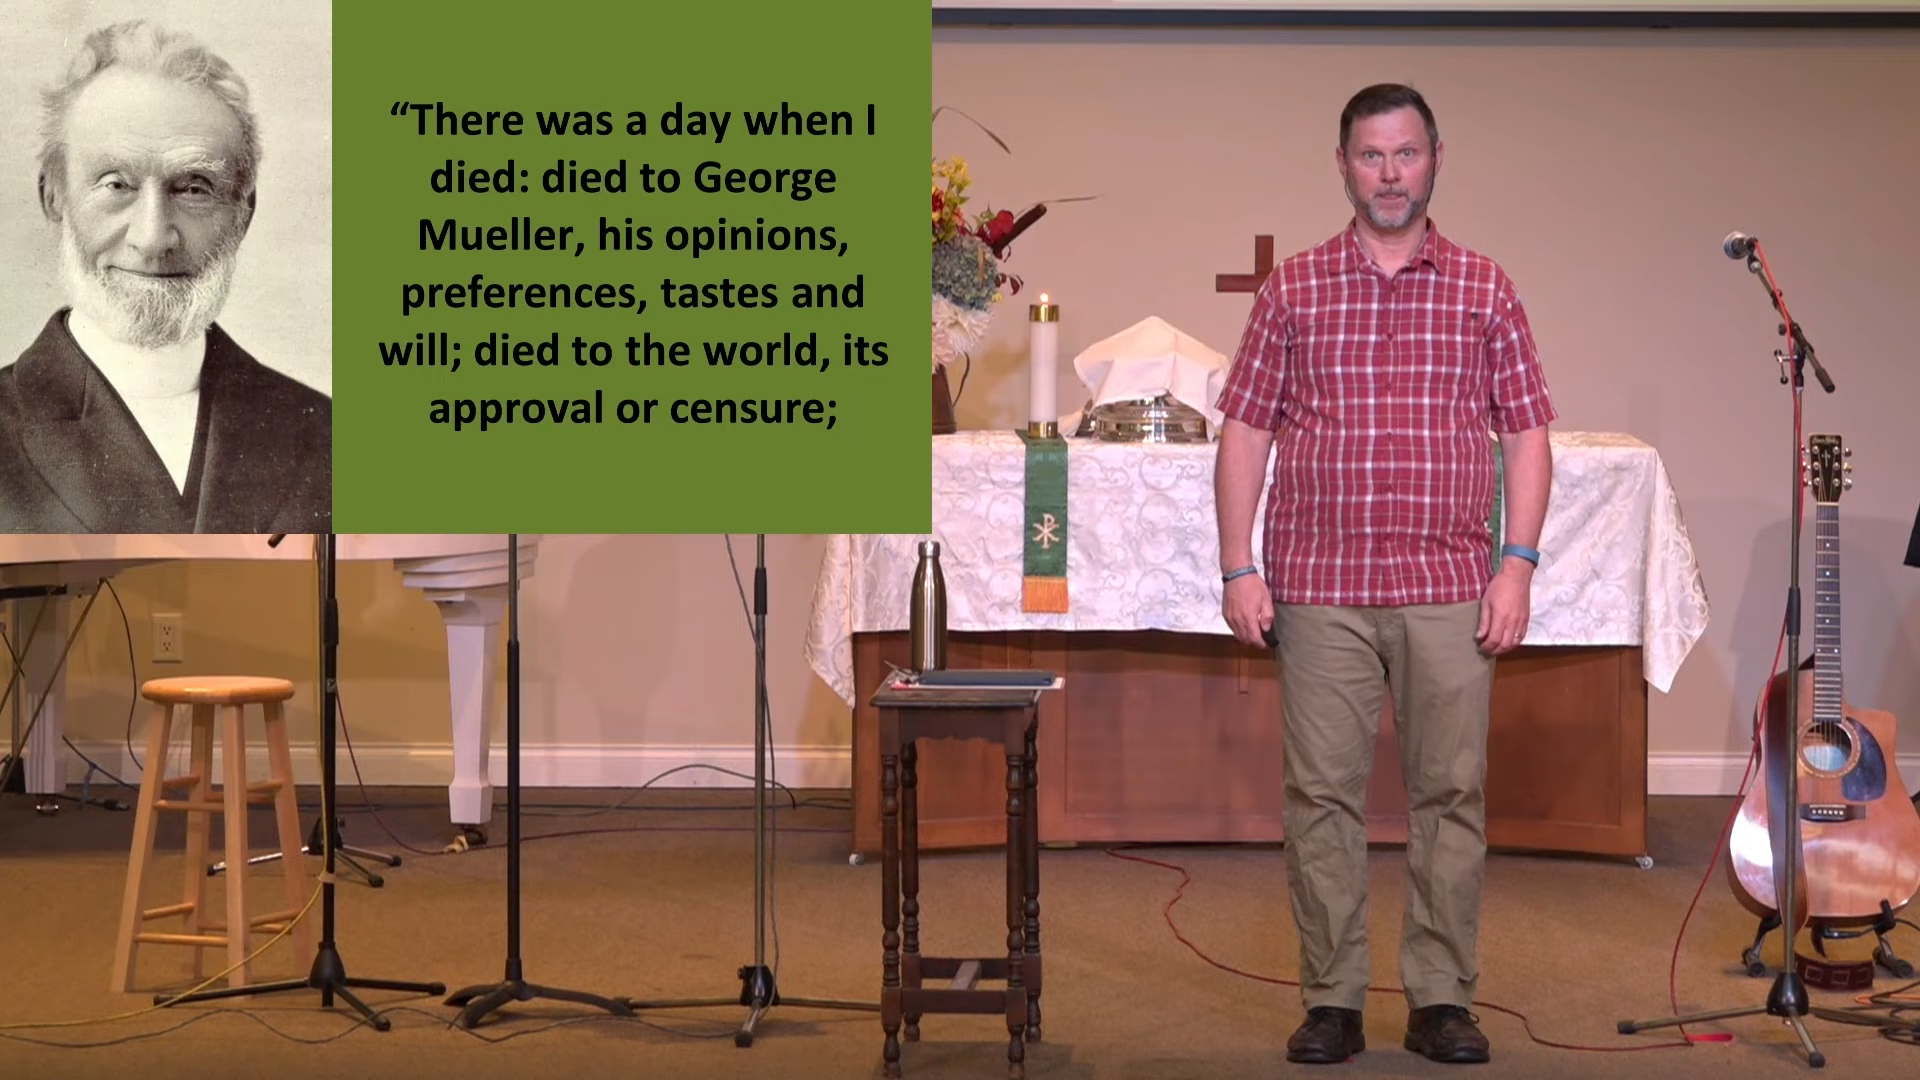 “There was a day when I
died: died to George
Mueller, his opinions,
preferences, tastes and
will; died to the world, its
approval or censure;